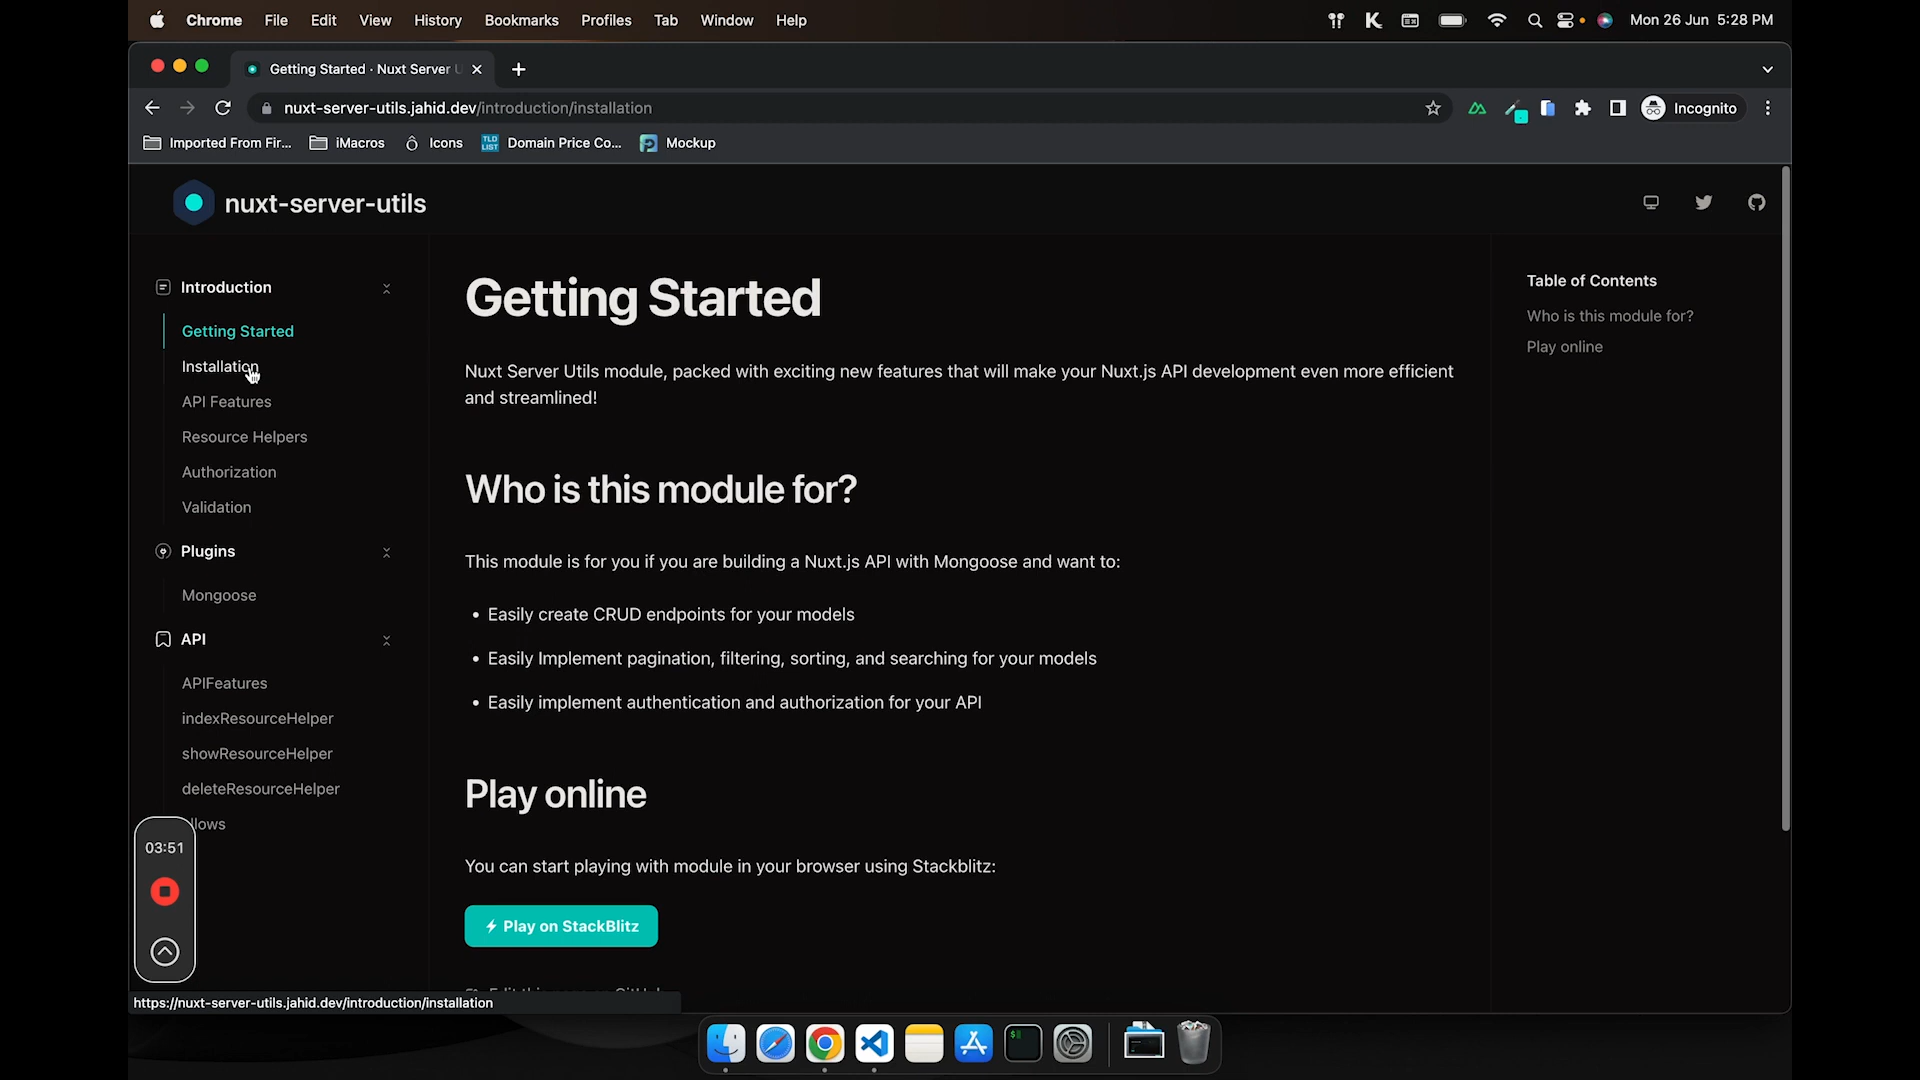 Chrome File Edit View History Bookmarks Profiles Tab Window Help
Mon 26 Jun 5:28 PM
Getting Started · Nuxt Server U
nuxt-server-utils.jahid.dev/introduction/installation
Incognito
Imported From Fir... iMacros Icons Domain Price Co... Mockup
nuxt-server-utils
Introduction
Getting Started
Installation
API Features
Resource Helpers
Authorization
Validation
Plugins
Mongoose
API
APIFeatures
indexResourceHelper
showResourceHelper
deleteResourceHelper
llows
03:51
Getting Started
Nuxt Server Utils module, packed with exciting new features that will make your Nuxt.js API development even more efficient
and streamlined!
Who is this module for?
This module is for you if you are building a Nuxt.js API with Mongoose and want to:
• Easily create CRUD endpoints for your models
• Easily Implement pagination, filtering, sorting, and searching for your models
• Easily implement authentication and authorization for your API
Play online
You can start playing with module in your browser using Stackblitz:
Play on StackBlitz
Table of Contents
Who is this module for?
Play online
https://nuxt-server-utils.jahid.dev/introduction/installation